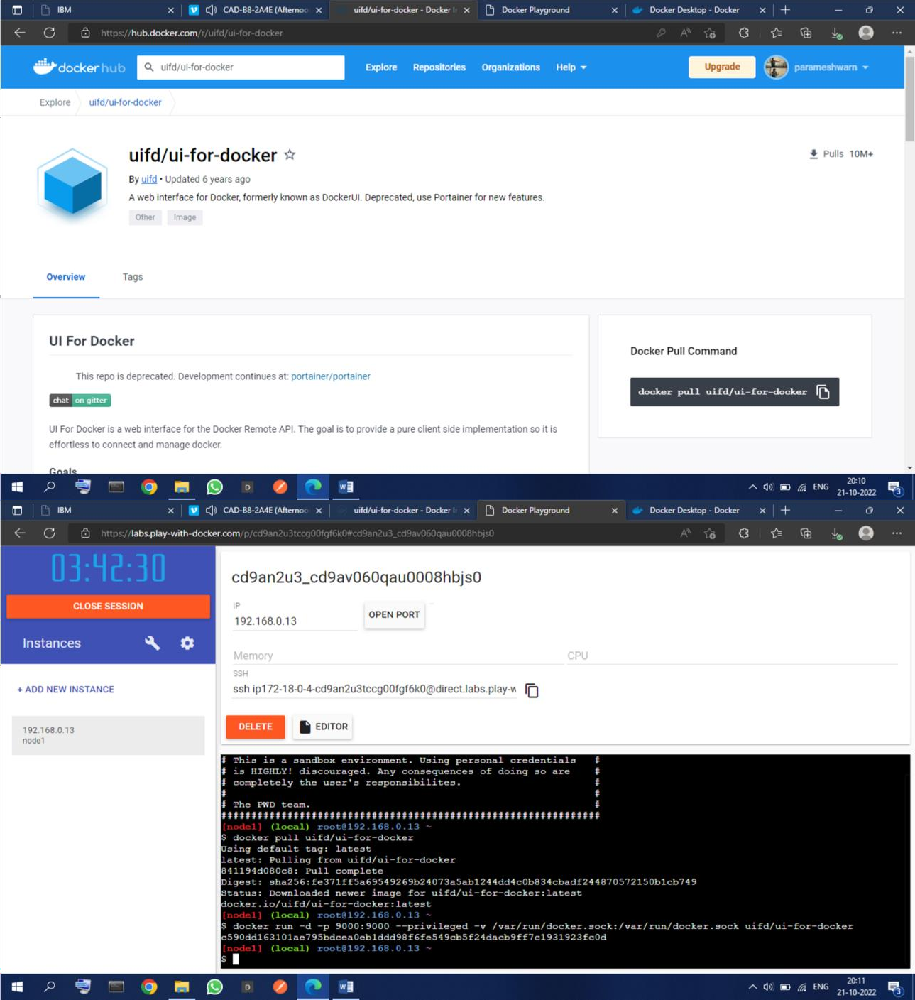 IBM
CAD-B8-2A4E (Afternoo
uifd/ui-for-docker - Docker I
Docker Playground
Docker Desktop - Docker
https://hub.docker.com/r/uifd/ui-for-docker
dockerhub
uifd/ui-for-docker
Explore
Repositories
Organizations
Help
Upgrade
parameshwarn
Explore
uifd/ui-for-docker
uifd/ui-for-docker
Pulls 10M+
By uifd • Updated 6 years ago
A web interface for Docker, formerly known as DockerUI. Deprecated, use Portainer for new features.
Other
Image
Overview
Tags
UI For Docker
This repo is deprecated. Development continues at: portainer/portainer
chat on gitter
UI For Docker is a web interface for the Docker Remote API. The goal is to provide a pure client side implementation so it is
effortless to connect and manage docker.
Goals
Docker Pull Command
docker pull uifd/ui-for-docker
ENG
20:10
21-10-2022
3
IBM
CAD-B8-2A4E (Afternoo
uifd/ui-for-docker - Docker I
Docker Playground
Docker Desktop - Docker
https://labs.play-with-docker.com/p/cd9an2u3tccg00fgf6k0#cd9an2u3_cd9av060qau0008hbjs0
03:42:30
CLOSE SESSION
Instances
+ ADD NEW INSTANCE
192.168.0.13
node1
cd9an2u3_cd9av060qau0008hbjs0
IP
192.168.0.13
OPEN PORT
Memory
CPU
SSH
ssh ip172-18-0-4-cd9an2u3tccg00fgf6k0@direct.labs.play-w
DELETE
EDITOR
# This is a sandbox environment. Using personal credentials #
# is HIGHLY! discouraged. Any consequences of doing so are #
# completely the user's responsibilites. #
# #
# The PWD team. #
###############################################################
[node1] (local) root@192.168.0.13 ~
$ docker pull uifd/ui-for-docker
Using default tag: latest
latest: Pulling from uifd/ui-for-docker
841194d080c8: Pull complete
Digest: sha256:fe371ff5a69549269b24073a5ab1244dd4c0b834cbadf244870572150b1cb749
Status: Downloaded newer image for uifd/ui-for-docker:latest
docker.io/uifd/ui-for-docker:latest
[node1] (local) root@192.168.0.13 ~
$ docker run -d -p 9000:9000 --privileged -v /var/run/docker.sock:/var/run/docker.sock uifd/ui-for-docker
c590dd163101ae795bdcea0eb1ddd98f6fe549cb5f24dacb9ff7c1931923fc0d
[node1] (local) root@192.168.0.13 ~
$
ENG
20:11
21-10-2022
3